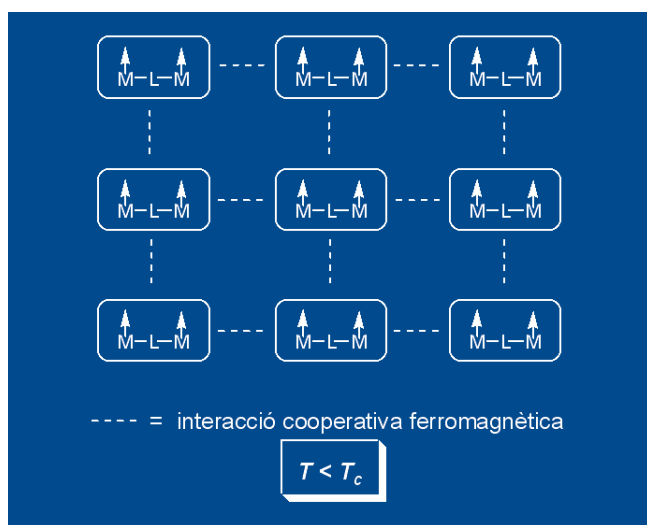 M–L–M M–L–M M–L–M
M–L–M M–L–M M–L–M
M–L–M M–L–M M–L–M
---- = interacció cooperativa ferromagnètica
T < Tc